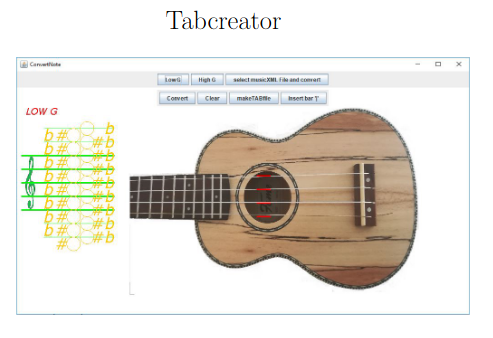 Tabcreator
ConvertNote
LowG High G select musicXML File and convert
Convert Clear makeTABfile Insert bar '|'
LOW G
b # # b
b # # b
b # # b
b # # b
b # # b
b # # b
b # # b
b # # b
# # b